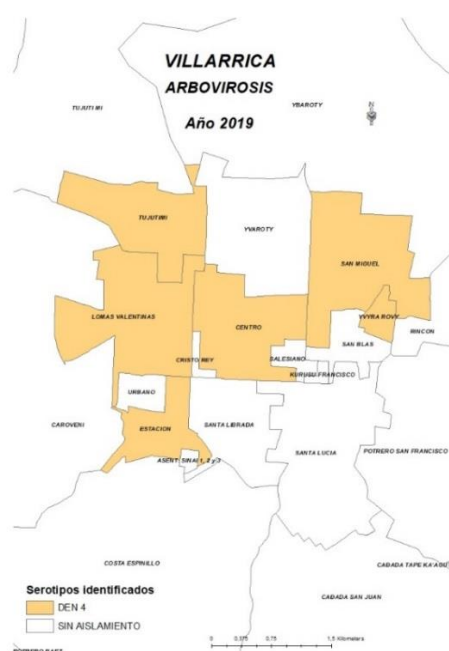 VILLARRICA
ARBOVIROSIS
Año 2019
TUJUTIMI
YBAROTY
N
TUJUTIMI
YVAROTY
SAN MIGUEL
LOMAS VALENTINAS
CENTRO
YVYRA ROVY
RINCON
SAN BLAS
CRISTO REY
SALESIANO
KURUSU FRANCISCO
URBANO
CAROVENI
ESTACION
SANTA LIBRADA
SANTA LUCIA
POTRERO SAN FRANCISCO
ASENT. SINAI 1, 2 y 3
COSTA ESPINILLO
CAÑADA TAPE KA'AGUY
CAÑADA SAN JUAN
Serotipos identificados
DEN 4
SIN AISLAMIENTO
0 0,375 0,75 1,5 Kilometers